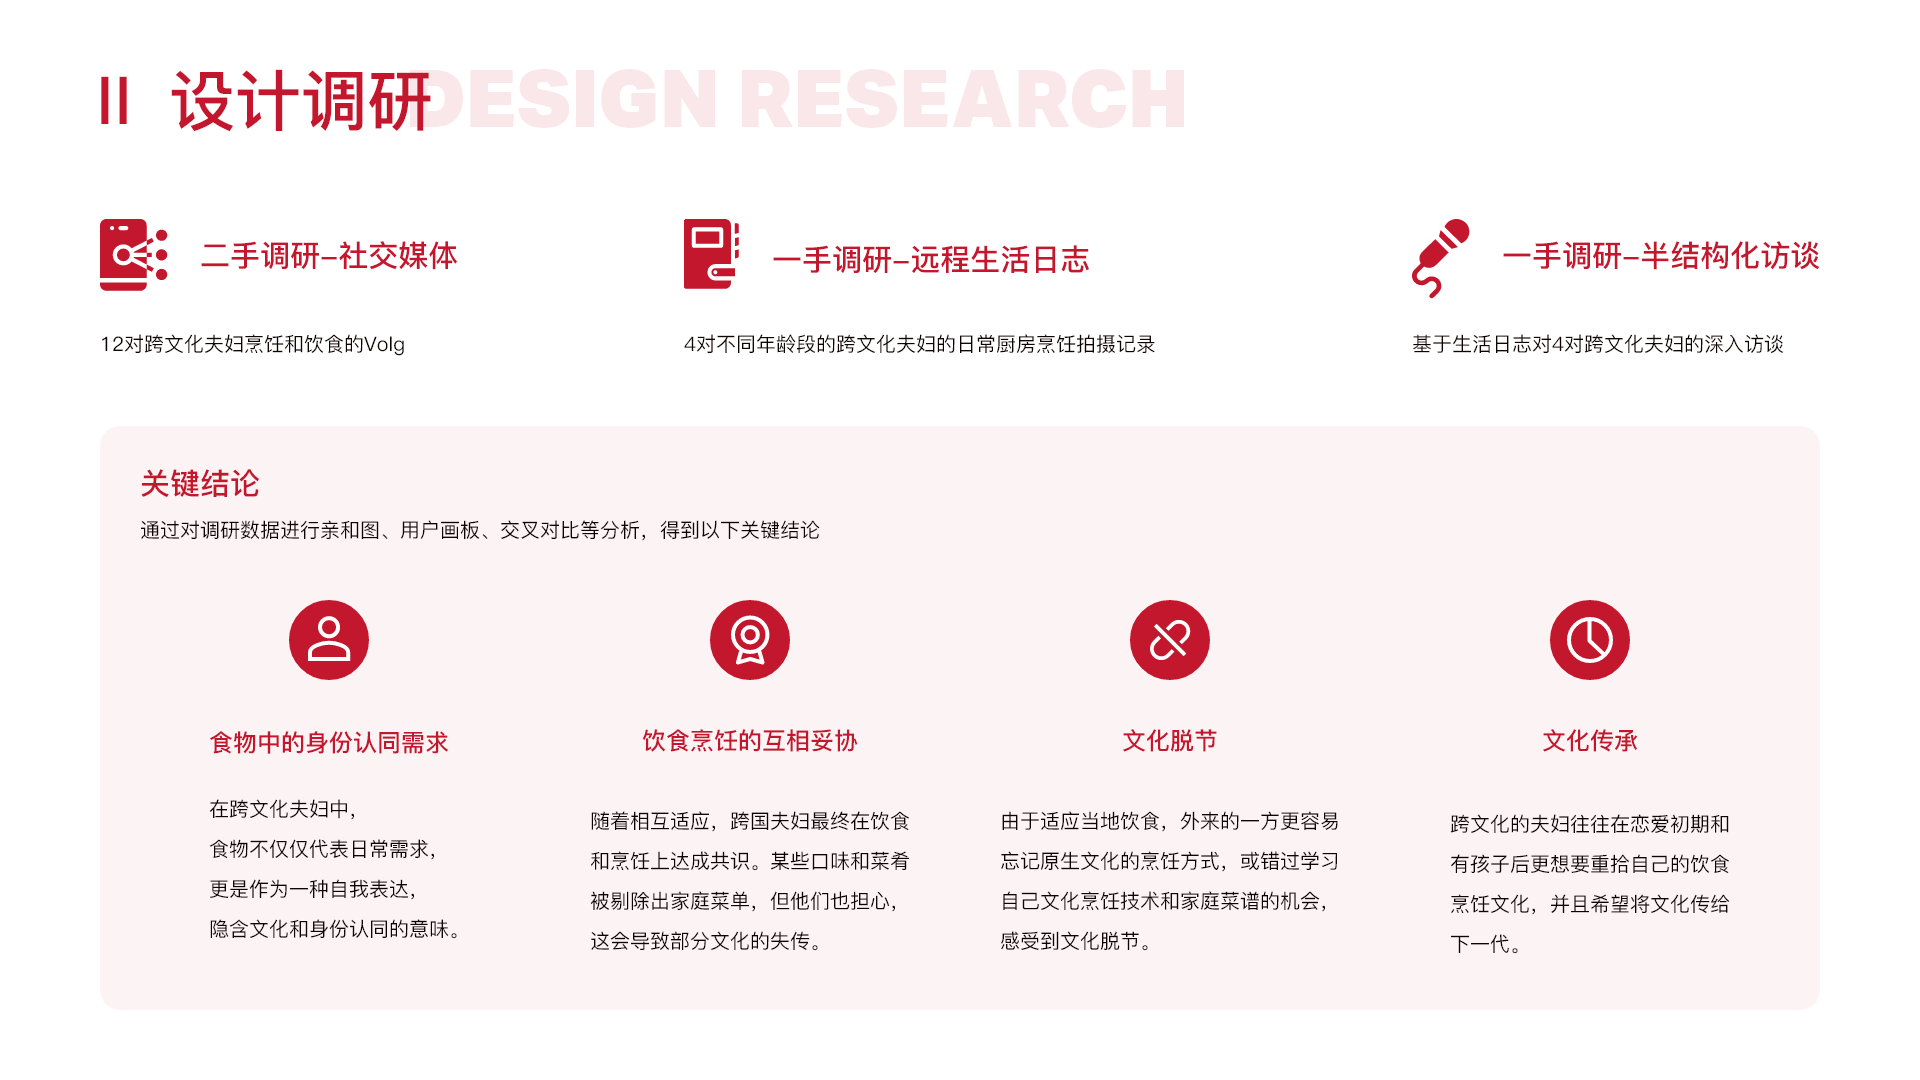 II 设计调研
DESIGN RESEARCH
二手调研–社交媒体
12对跨文化夫妇烹饪和饮食的Volg
一手调研–远程生活日志
4对不同年龄段的跨文化夫妇的日常厨房烹饪拍摄记录
一手调研–半结构化访谈
基于生活日志对4对跨文化夫妇的深入访谈
关键结论
通过对调研数据进行亲和图、用户画板、交叉对比等分析，得到以下关键结论
食物中的身份认同需求
在跨文化夫妇中，
食物不仅仅代表日常需求，
更是作为一种自我表达，
隐含文化和身份认同的意味。
饮食烹饪的互相妥协
随着相互适应，跨国夫妇最终在饮食
和烹饪上达成共识。某些口味和菜肴
被剔除出家庭菜单，但他们也担心，
这会导致部分文化的失传。
文化脱节
由于适应当地饮食，外来的一方更容易
忘记原生文化的烹饪方式，或错过学习
自己文化烹饪技术和家庭菜谱的机会，
感受到文化脱节。
文化传承
跨文化的夫妇往往在恋爱初期和
有孩子后更想要重拾自己的饮食
烹饪文化，并且希望将文化传给
下一代。